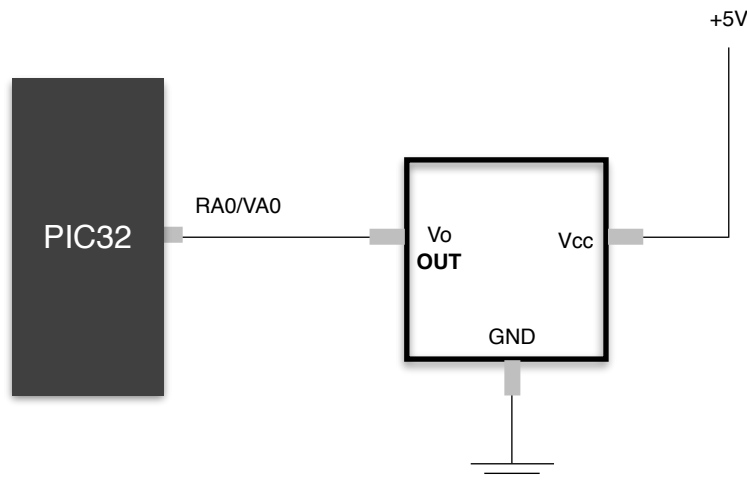 +5V
RA0/VA0
PIC32
Vo
OUT
Vcc
GND